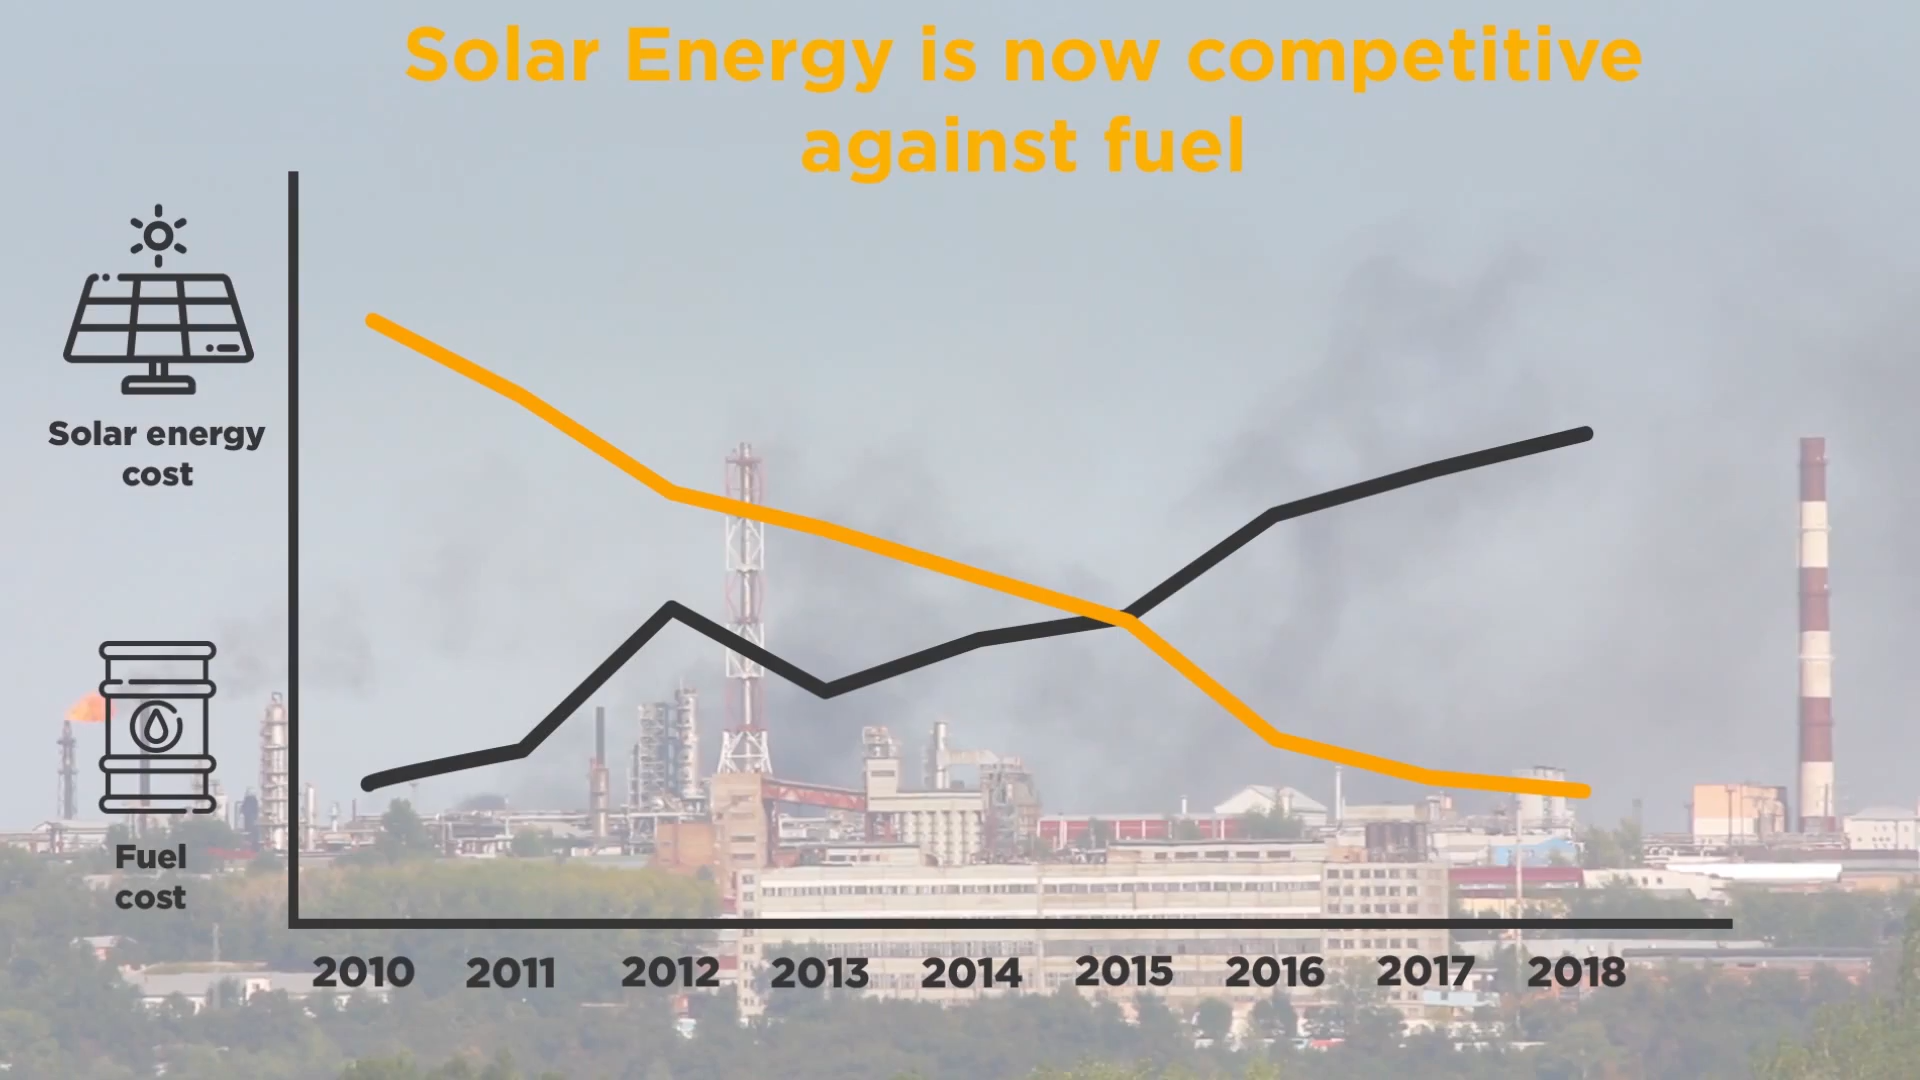 Solar Energy is now competitive
against fuel
Solar energy
cost
Fuel
cost
2010 2011 2012 2013 2014 2015 2016 2017 2018